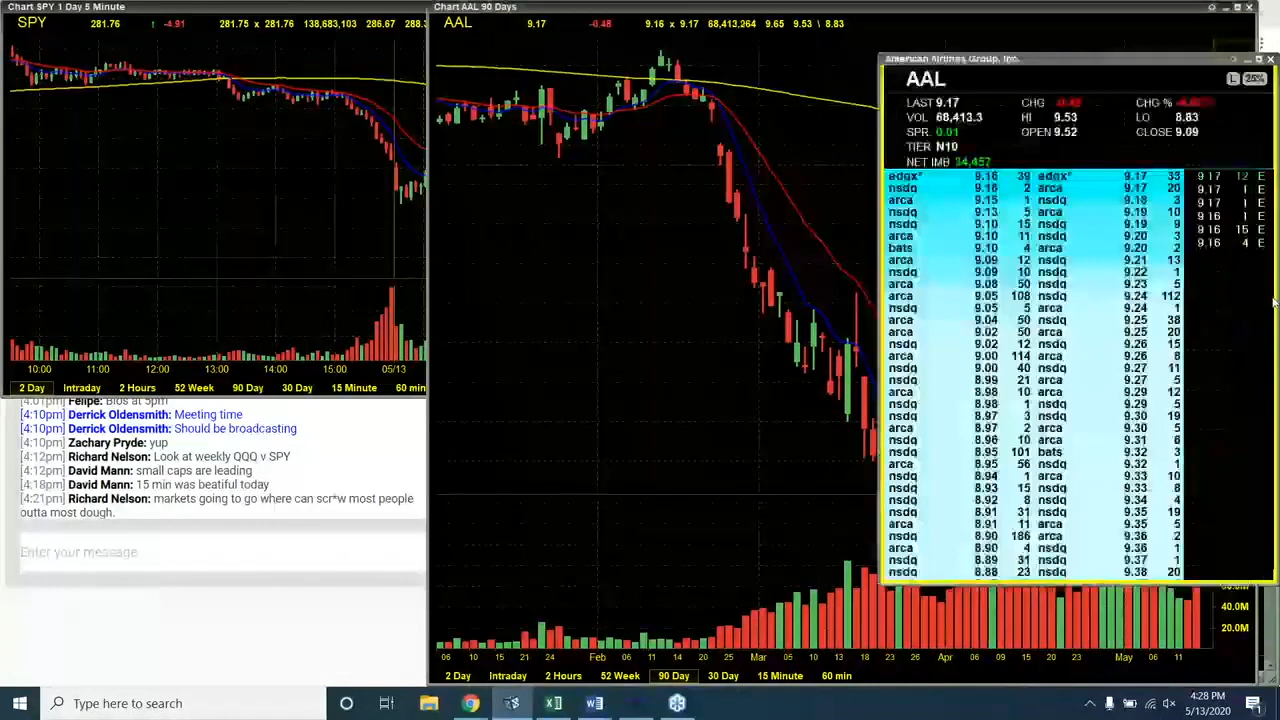 Chart SPY 1 Day 5 Minute
SPY 281.76 ↑ -4.91 281.75 x 281.76 138,683,103 286.67 288.
10:00 11:00 12:00 13:00 14:00 15:00 05/13
2 Day Intraday 2 Hours 52 Week 90 Day 30 Day 15 Minute 60 min
[4:01pm] Felipe: Bios at 5pm
[4:10pm] Derrick Oldensmith: Meeting time
[4:10pm] Derrick Oldensmith: Should be broadcasting
[4:10pm] Zachary Pryde: yup
[4:12pm] Richard Nelson: Look at weekly QQQ v SPY
[4:12pm] David Mann: small caps are leading
[4:18pm] David Mann: 15 min was beatiful today
[4:21pm] Richard Nelson: markets going to go where can scr*w most people
outta most dough.
Enter your message
Chart AAL 90 Days
AAL 9.17 -0.48 9.16 x 9.17 68,413,264 9.65 9.53 \ 8.83
40.0M
20.0M
06 10 15 21 24 Feb 06 11 14 20 25 Mar 05 10 13 18 23 26 Apr 06 09 15 20 23 May 06 11
2 Day Intraday 2 Hours 52 Week 90 Day 30 Day 15 Minute 60 min
American Airlines Group, Inc.
AAL L 25%
LAST 9.17 CHG -0.48 CHG %
VOL 68,413.3 HI 9.53 LO 8.83
SPR 0.01 OPEN 9.52 CLOSE 9.09
TIER N10
NET IMB 34,457
edgx* 9.16 39 edgx* 9.17 33 9.17 12 E
nsdq 9.16 2 arca 9.17 20 9.17 1 E
arca 9.15 1 nsdq 9.18 3 9.17 1 E
nsdq 9.13 5 arca 9.19 10 9.16 1 E
nsdq 9.10 15 nsdq 9.19 9 9.16 15 E
arca 9.10 11 nsdq 9.20 3 9.16 4 E
bats 9.10 4 arca 9.20 2
arca 9.09 12 nsdq 9.21 13
nsdq 9.09 10 nsdq 9.22 1
arca 9.08 50 nsdq 9.23 5
arca 9.05 108 nsdq 9.24 112
nsdq 9.05 5 arca 9.24 1
arca 9.04 50 nsdq 9.25 38
arca 9.02 50 arca 9.25 20
nsdq 9.02 12 nsdq 9.26 15
arca 9.00 114 arca 9.26 8
nsdq 9.00 40 nsdq 9.27 11
nsdq 8.99 21 arca 9.27 5
arca 8.98 10 arca 9.29 12
nsdq 8.98 1 nsdq 9.29 5
nsdq 8.97 3 nsdq 9.30 19
arca 8.97 2 arca 9.30 5
nsdq 8.96 10 arca 9.31 6
nsdq 8.95 101 bats 9.32 3
arca 8.95 56 nsdq 9.32 1
arca 8.94 1 arca 9.33 10
nsdq 8.93 15 nsdq 9.33 8
nsdq 8.92 8 nsdq 9.34 4
nsdq 8.91 31 nsdq 9.35 19
arca 8.91 11 arca 9.35 5
nsdq 8.90 186 arca 9.36 2
arca 8.90 4 nsdq 9.36 1
nsdq 8.89 31 nsdq 9.37 1
nsdq 8.88 23 nsdq 9.38 20
Type here to search
4:28 PM
5/13/2020